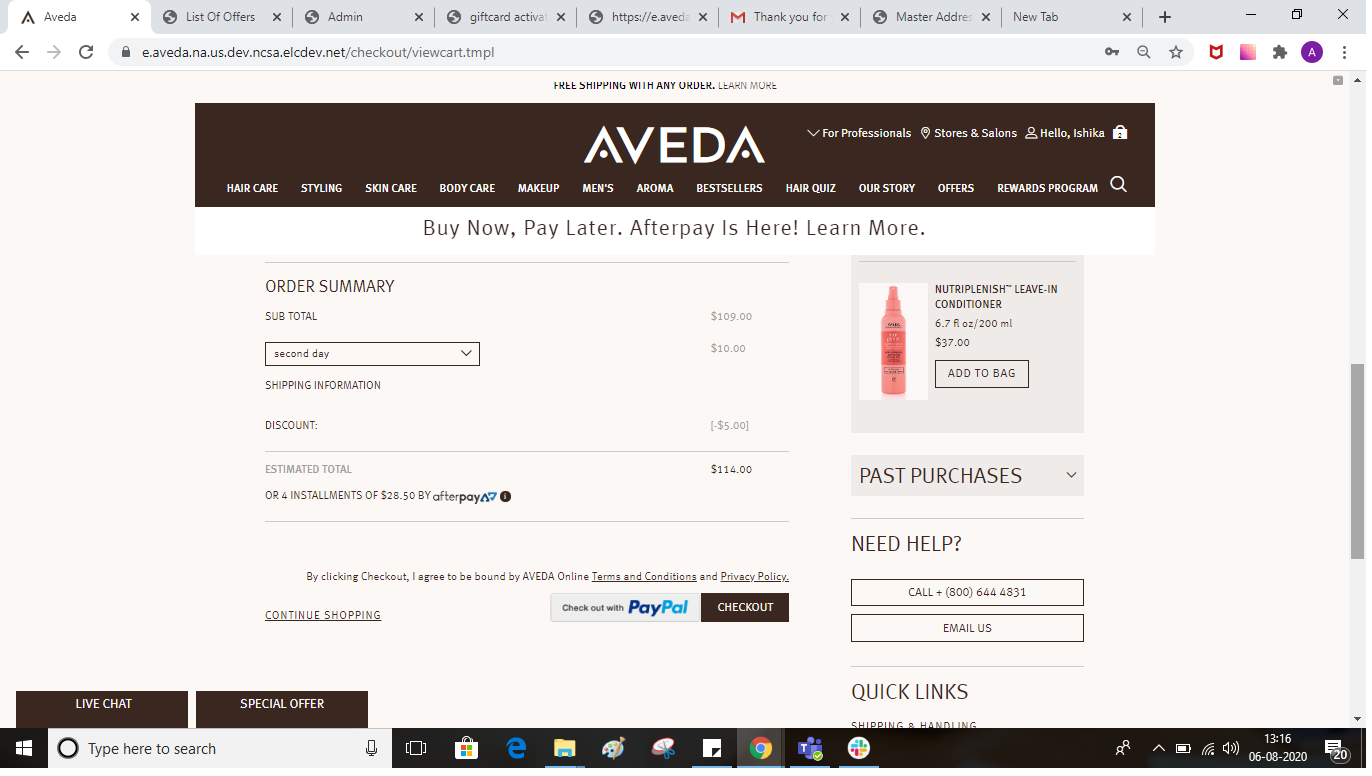 Aveda
List Of Offers
Admin
giftcard activat
https://e.aveda
Thank you for
Master Addres
New Tab
e.aveda.na.us.dev.ncsa.elcdev.net/checkout/viewcart.tmpl
A
FREE SHIPPING WITH ANY ORDER. LEARN MORE
AVEDA
For Professionals
Stores & Salons
Hello, Ishika
2
HAIR CARE
STYLING
SKIN CARE
BODY CARE
MAKEUP
MEN'S
AROMA
BESTSELLERS
HAIR QUIZ
OUR STORY
OFFERS
REWARDS PROGRAM
Buy Now, Pay Later. Afterpay Is Here! Learn More.
ORDER SUMMARY
SUB TOTAL $109.00
second day $10.00
SHIPPING INFORMATION
DISCOUNT: [-$5.00]
ESTIMATED TOTAL $114.00
OR 4 INSTALLMENTS OF $28.50 BY afterpay
By clicking Checkout, I agree to be bound by AVEDA Online Terms and Conditions and Privacy Policy.
CONTINUE SHOPPING
Check out with PayPal
CHECKOUT
NUTRIPLENISH™ LEAVE-IN
CONDITIONER
6.7 fl oz/200 ml
$37.00
ADD TO BAG
PAST PURCHASES
NEED HELP?
CALL + (800) 644 4831
EMAIL US
QUICK LINKS
SHIPPING & HANDLING
LIVE CHAT
SPECIAL OFFER
Type here to search
13:16
06-08-2020
20